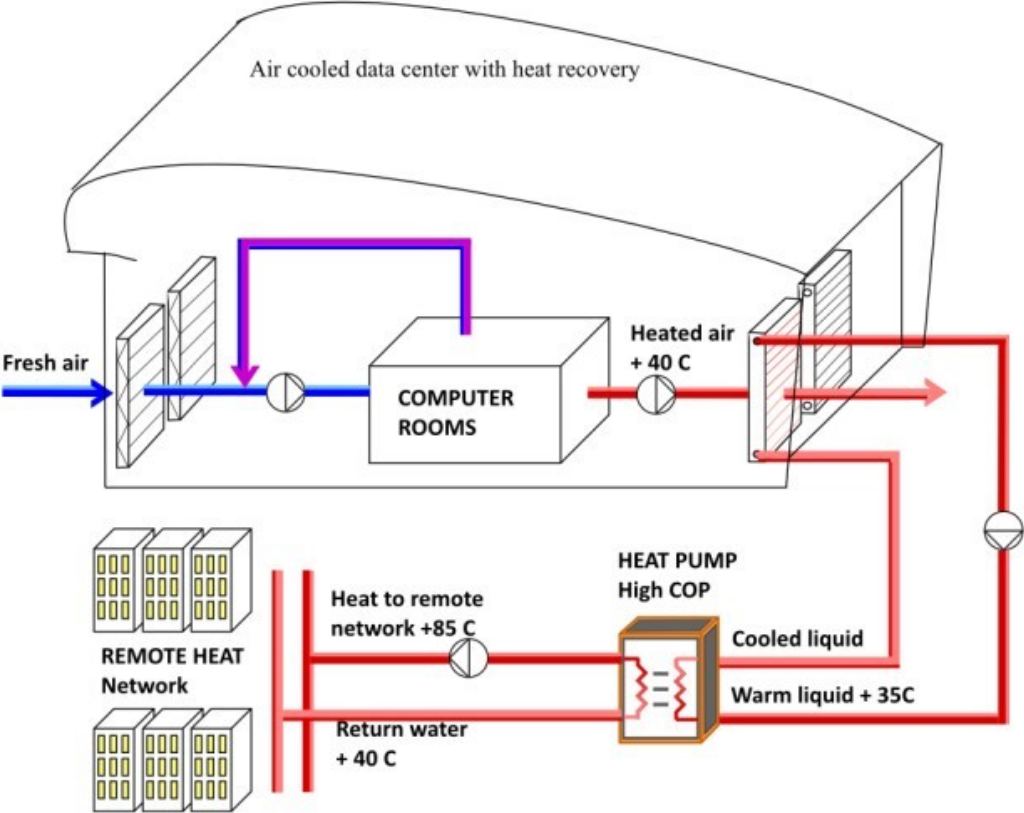 Air cooled data center with heat recovery
Fresh air
COMPUTER
ROOMS
Heated air
+ 40 C
HEAT PUMP
High COP
Heat to remote
network +85 C
Cooled liquid
REMOTE HEAT
Network
Warm liquid + 35C
Return water
+ 40 C